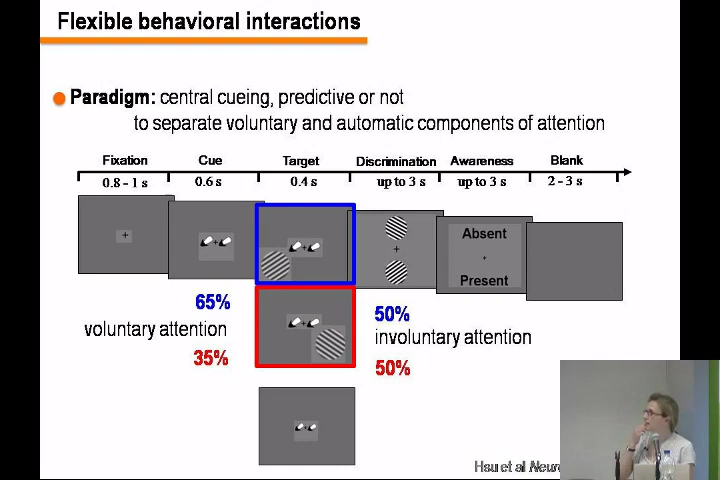 Flexible behavioral interactions
Paradigm: central cueing, predictive or not
to separate voluntary and automatic components of attention
Fixation Cue Target Discrimination Awareness Blank
0.8 - 1 s 0.6 s 0.4 s up to 3 s up to 3 s 2 - 3 s
Absent
Present
65% 50%
voluntary attention involuntary attention
35% 50%
Hsu et al